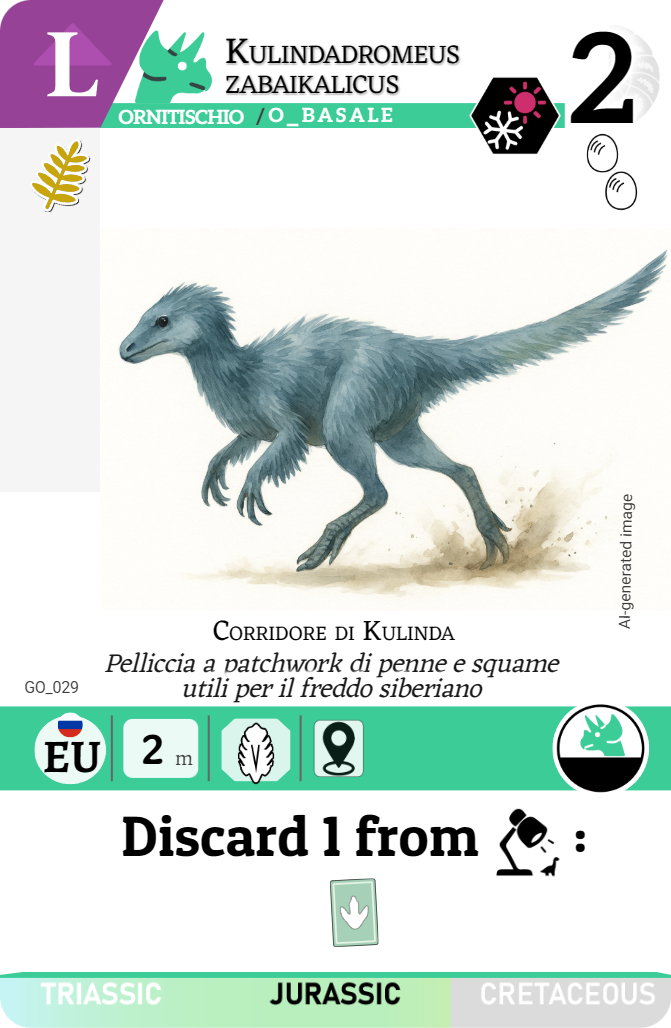 L
KULINDADROMEUS
ZABAIKALICUS
2
ORNITISCHIO /O_BASALE
AI-generated image
CORRIDORE DI KULINDA
Pelliccia a patchwork di penne e squame
utili per il freddo siberiano
GO_029
EU
2 m
Discard 1 from :
TRIASSIC JURASSIC CRETACEOUS